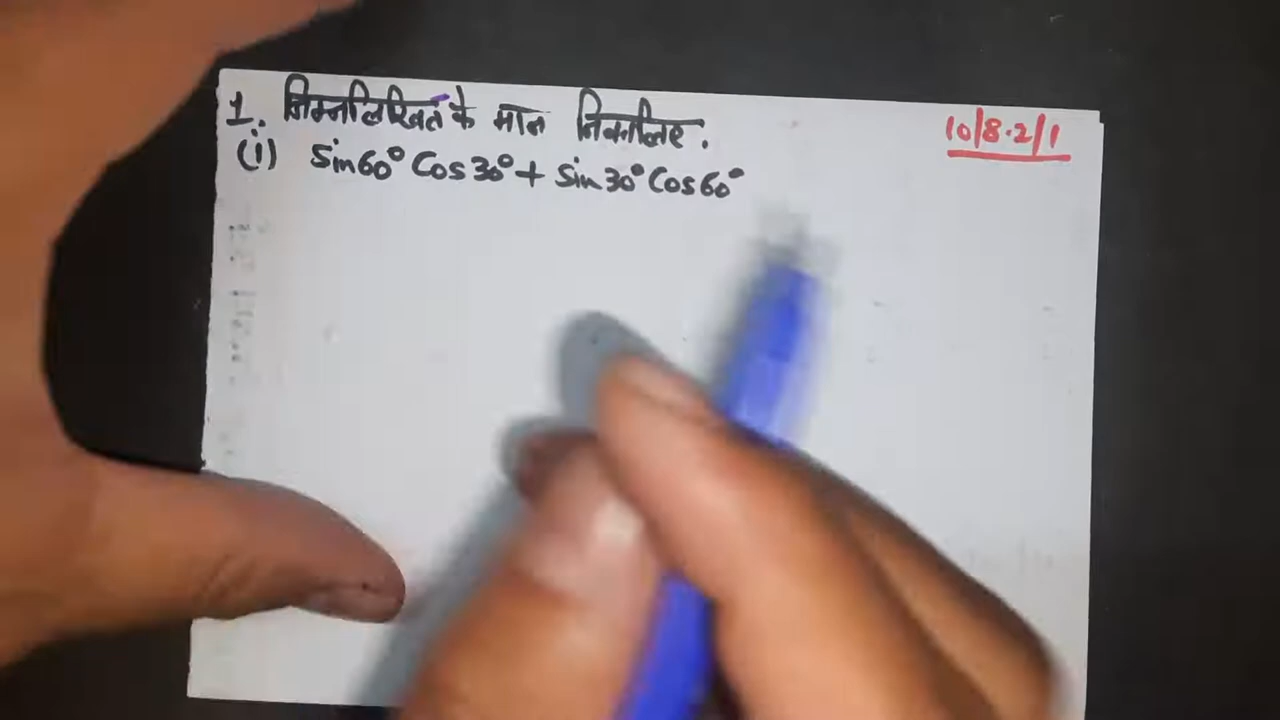 1. निम्नलिखित के मान निकालिए.
10/8.2/1
(i) Sin60° Cos30° + Sin30° Cos60°